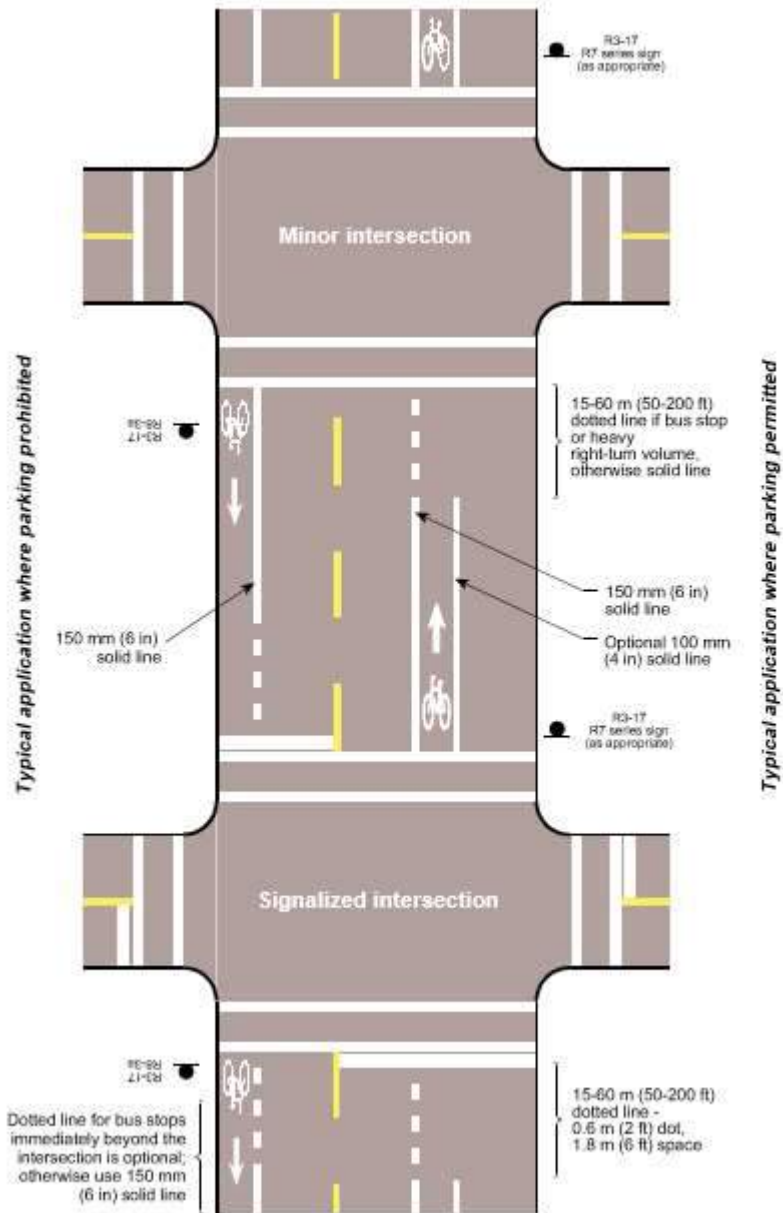 R3-17
R7 series sign
(as appropriate)
Minor intersection
Typical application where parking prohibited
Typical application where parking permitted
R3-17
R8-3a
15-60 m (50-200 ft)
dotted line if bus stop
or heavy
right-turn volume,
otherwise solid line
150 mm (6 in)
solid line
150 mm (6 in)
solid line
Optional 100 mm
(4 in) solid line
R3-17
R7 series sign
(as appropriate)
Signalized intersection
R3-17
R8-3a
Dotted line for bus stops
immediately beyond the
intersection is optional;
otherwise use 150 mm
(6 in) solid line
15-60 m (50-200 ft)
dotted line -
0.6 m (2 ft) dot,
1.8 m (6 ft) space